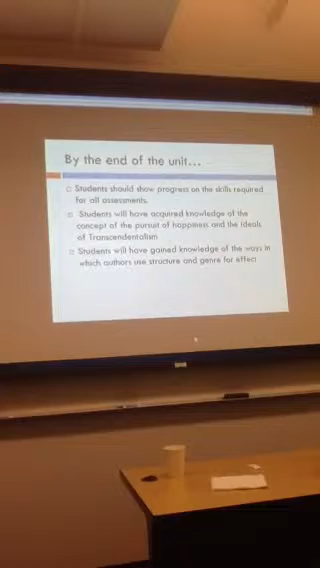 By the end of the unit...
Students should show progress on the skills required
for all assessments.
Students will have acquired knowledge of the
concept of the pursuit of happiness and the ideals
of Transcendentalism
Students will have gained knowledge of the ways in
which authors use structure and genre for effect